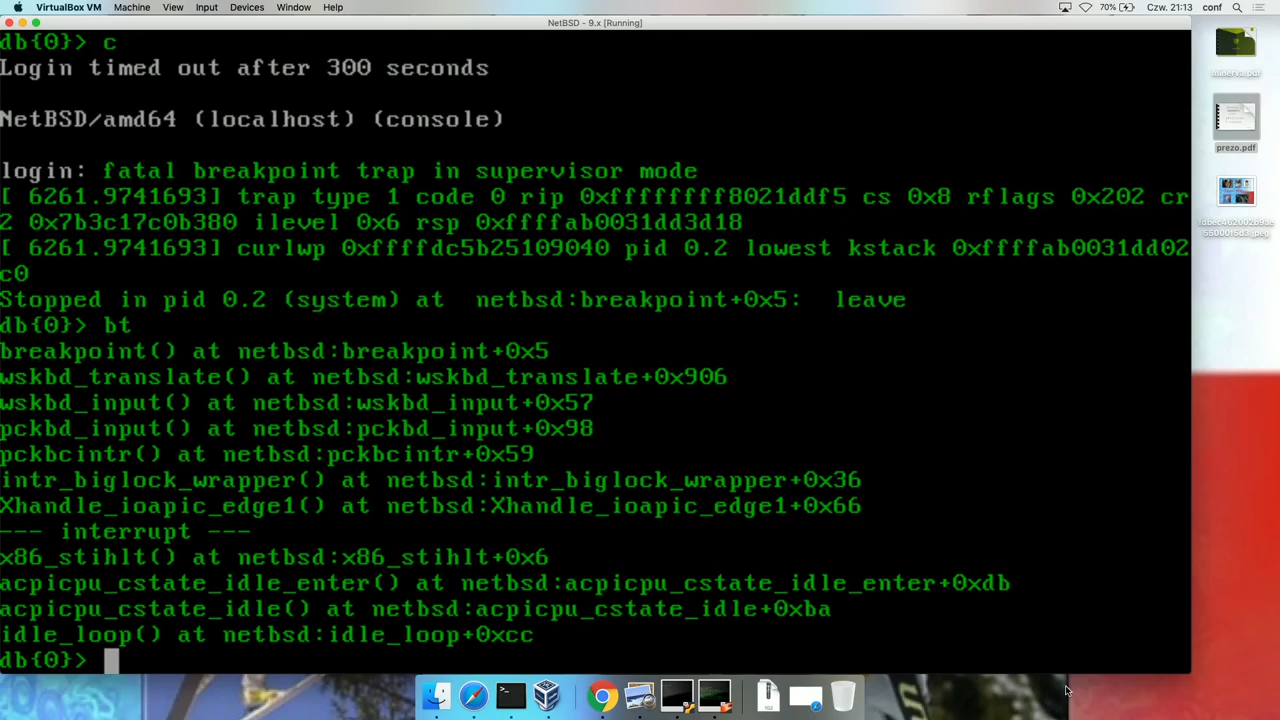 VirtualBox VM Machine View Input Devices Window Help 70% Czw. 21:13 conf
NetBSD - 9.x [Running]
db{0}> c
Login timed out after 300 seconds
NetBSD/amd64 (localhost) (console)
login: fatal breakpoint trap in supervisor mode
[ 6261.9741693] trap type 1 code 0 rip 0xffffffff8021ddf5 cs 0x8 rflags 0x202 cr
2 0x7b3c17c0b380 ilevel 0x6 rsp 0xffffab0031dd3d18
[ 6261.9741693] curlwp 0xffffdc5b25109040 pid 0.2 lowest kstack 0xffffab0031dd02
c0
Stopped in pid 0.2 (system) at netbsd:breakpoint+0x5: leave
db{0}> bt
breakpoint() at netbsd:breakpoint+0x5
wskbd_translate() at netbsd:wskbd_translate+0x906
wskbd_input() at netbsd:wskbd_input+0x57
pckbd_input() at netbsd:pckbd_input+0x98
pckbcintr() at netbsd:pckbcintr+0x59
intr_biglock_wrapper() at netbsd:intr_biglock_wrapper+0x36
Xhandle_ioapic_edge1() at netbsd:Xhandle_ioapic_edge1+0x66
--- interrupt ---
x86_stihlt() at netbsd:x86_stihlt+0x6
acpicpu_cstate_idle_enter() at netbsd:acpicpu_cstate_idle_enter+0xdb
acpicpu_cstate_idle() at netbsd:acpicpu_cstate_idle+0xba
idle_loop() at netbsd:idle_loop+0xcc
db{0}>
minerva.pdf
prezo.pdf